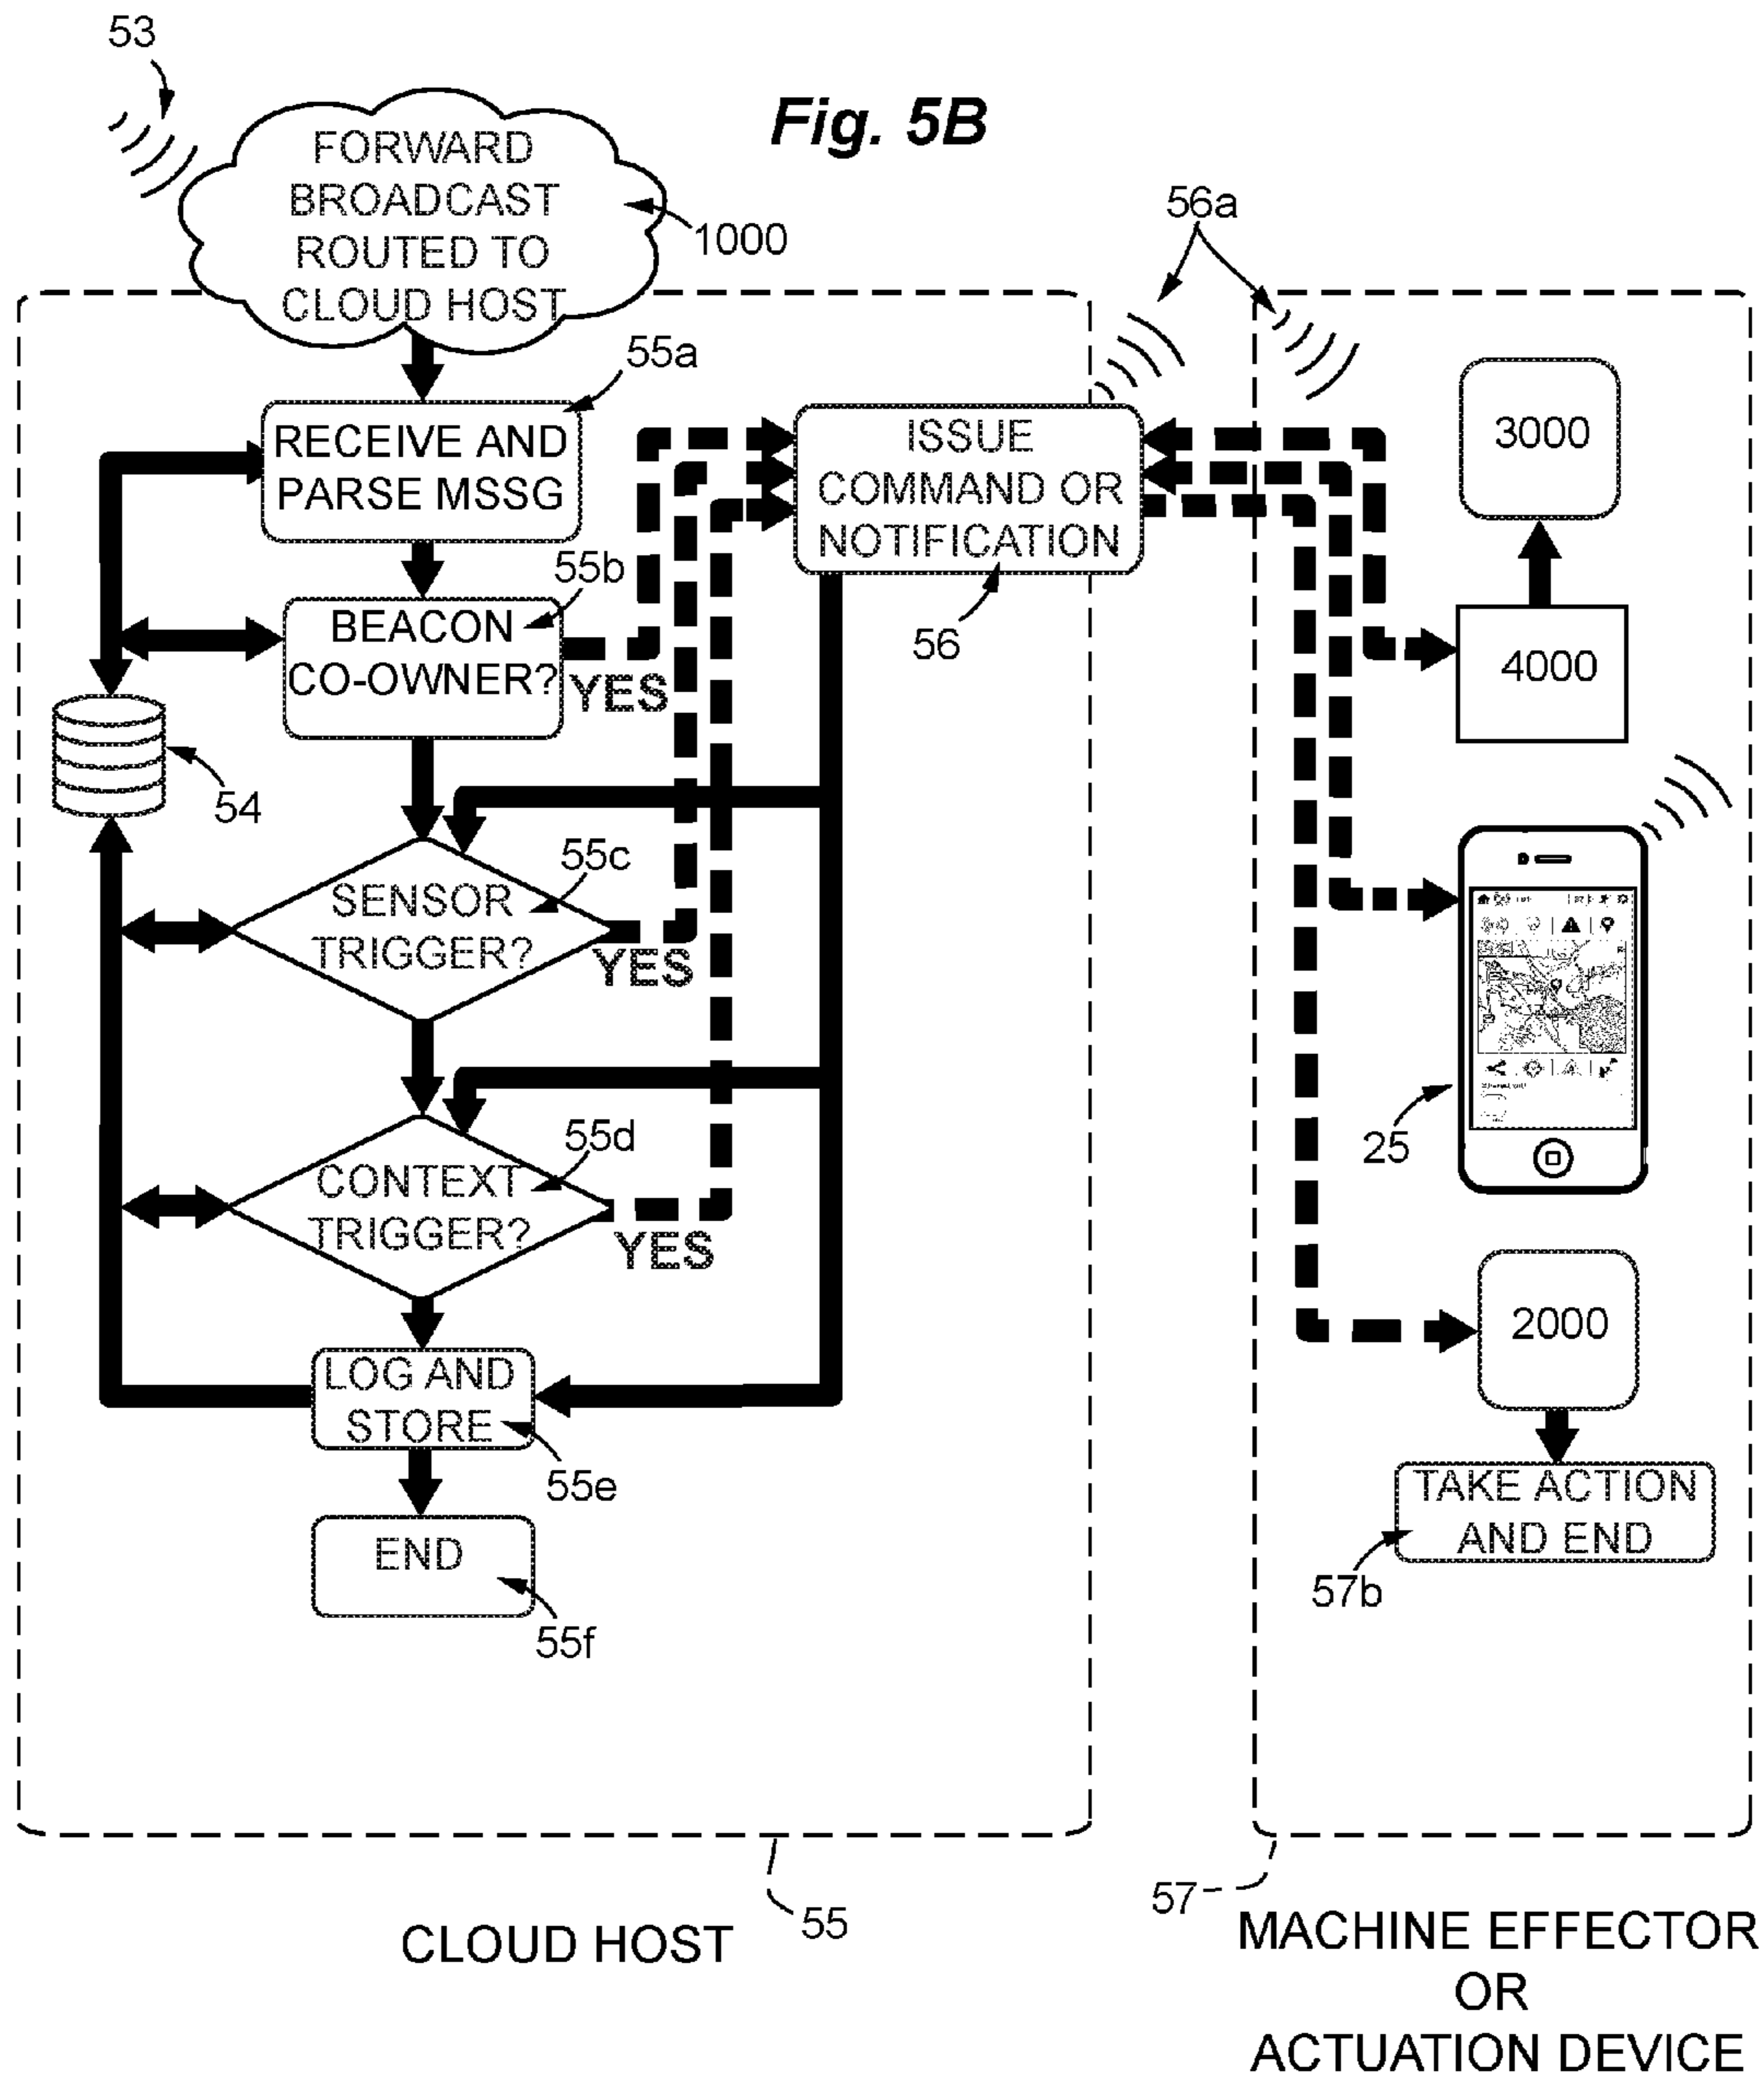 53
Fig. 5B
FORWARD
BROADCAST
ROUTED TO
CLOUD HOST
1000
56a
55a
RECEIVE AND
PARSE MSSG
ISSUE
COMMAND OR
NOTIFICATION
56
3000
55b
BEACON
CO-OWNER?
YES
4000
54
55c
SENSOR
TRIGGER?
YES
25
55d
CONTEXT
TRIGGER?
YES
2000
LOG AND
STORE
55e
TAKE ACTION
AND END
57b
END
55f
55
57
CLOUD HOST
MACHINE EFFECTOR
OR
ACTUATION DEVICE